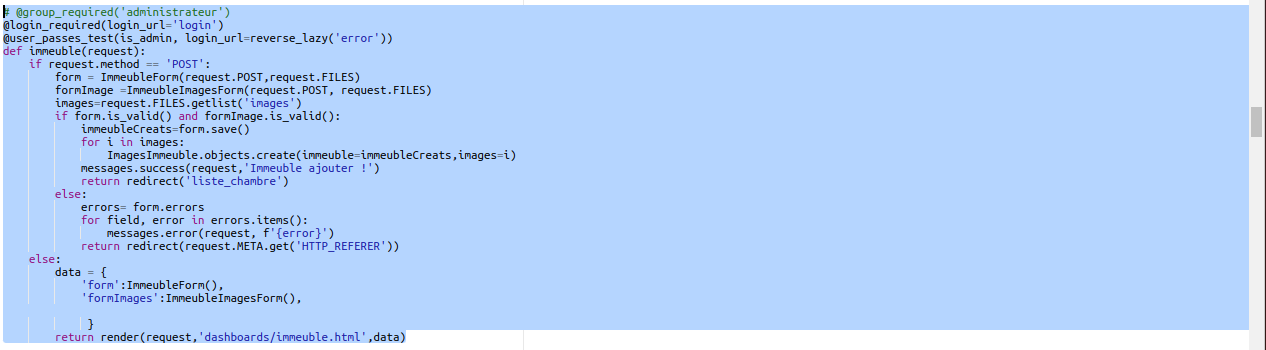 # @group_required('administrateur')
@login_required(login_url='login')
@user_passes_test(is_admin, login_url=reverse_lazy('error'))
def immeuble(request):
    if request.method == 'POST':
        form = ImmeubleForm(request.POST,request.FILES)
        formImage =ImmeubleImagesForm(request.POST, request.FILES)
        images=request.FILES.getlist('images')
        if form.is_valid() and formImage.is_valid():
            immeubleCreats=form.save()
            for i in images:
                ImagesImmeuble.objects.create(immeuble=immeubleCreats,images=i)
            messages.success(request,'Immeuble ajouter !')
            return redirect('liste_chambre')
        else:
            errors= form.errors
            for field, error in errors.items():
                messages.error(request, f'{error}')
            return redirect(request.META.get('HTTP_REFERER'))
    else:
        data = {
            'form':ImmeubleForm(),
            'formImages':ImmeubleImagesForm(),
             }
        return render(request,'dashboards/immeuble.html',data)